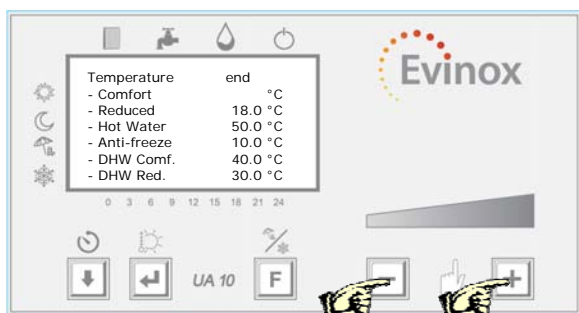 Evinox
Temperature end
- Comfort °C
- Reduced 18.0 °C
- Hot Water 50.0 °C
- Anti-freeze 10.0 °C
- DHW Comf. 40.0 °C
- DHW Red. 30.0 °C
0 3 6 9 12 15 18 21 24
UA 10 F
- +